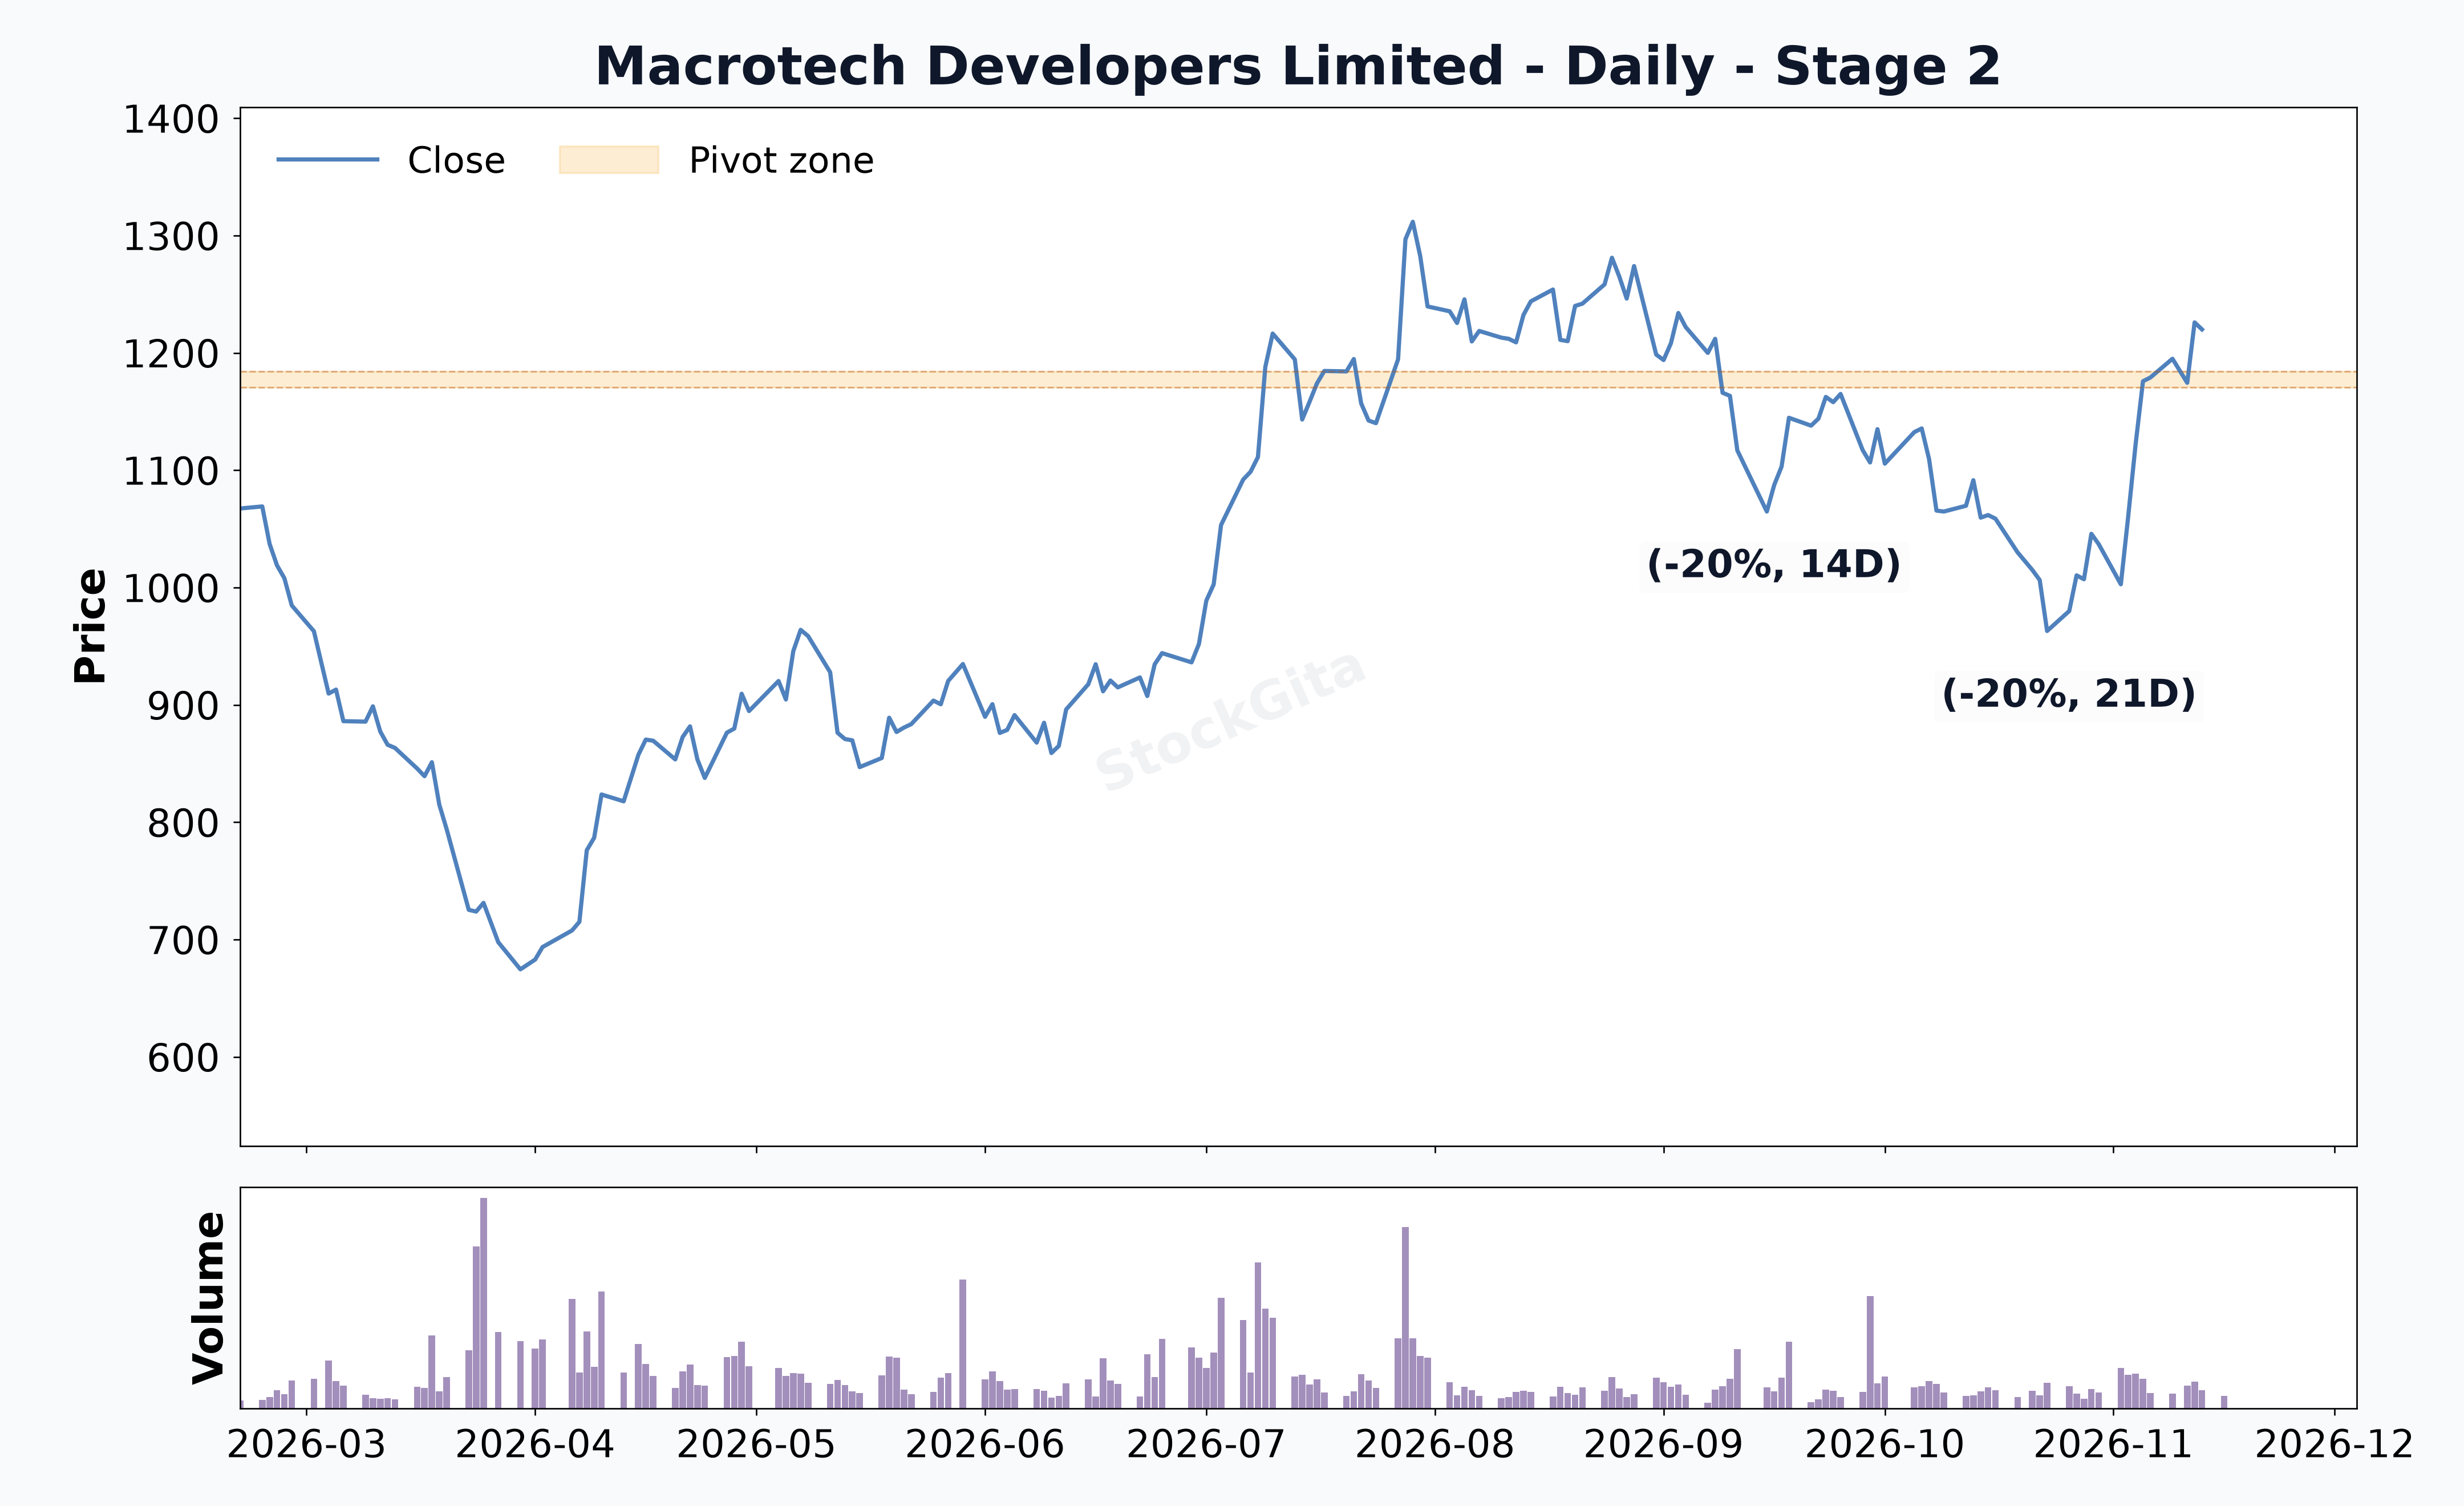 Macrotech Developers Limited - Daily - Stage 2
Close
Pivot zone
Price
1400
1300
1200
1100
1000
900
800
700
600
(-20%, 14D)
(-20%, 21D)
StockGita
Volume
2026-03
2026-04
2026-05
2026-06
2026-07
2026-08
2026-09
2026-10
2026-11
2026-12